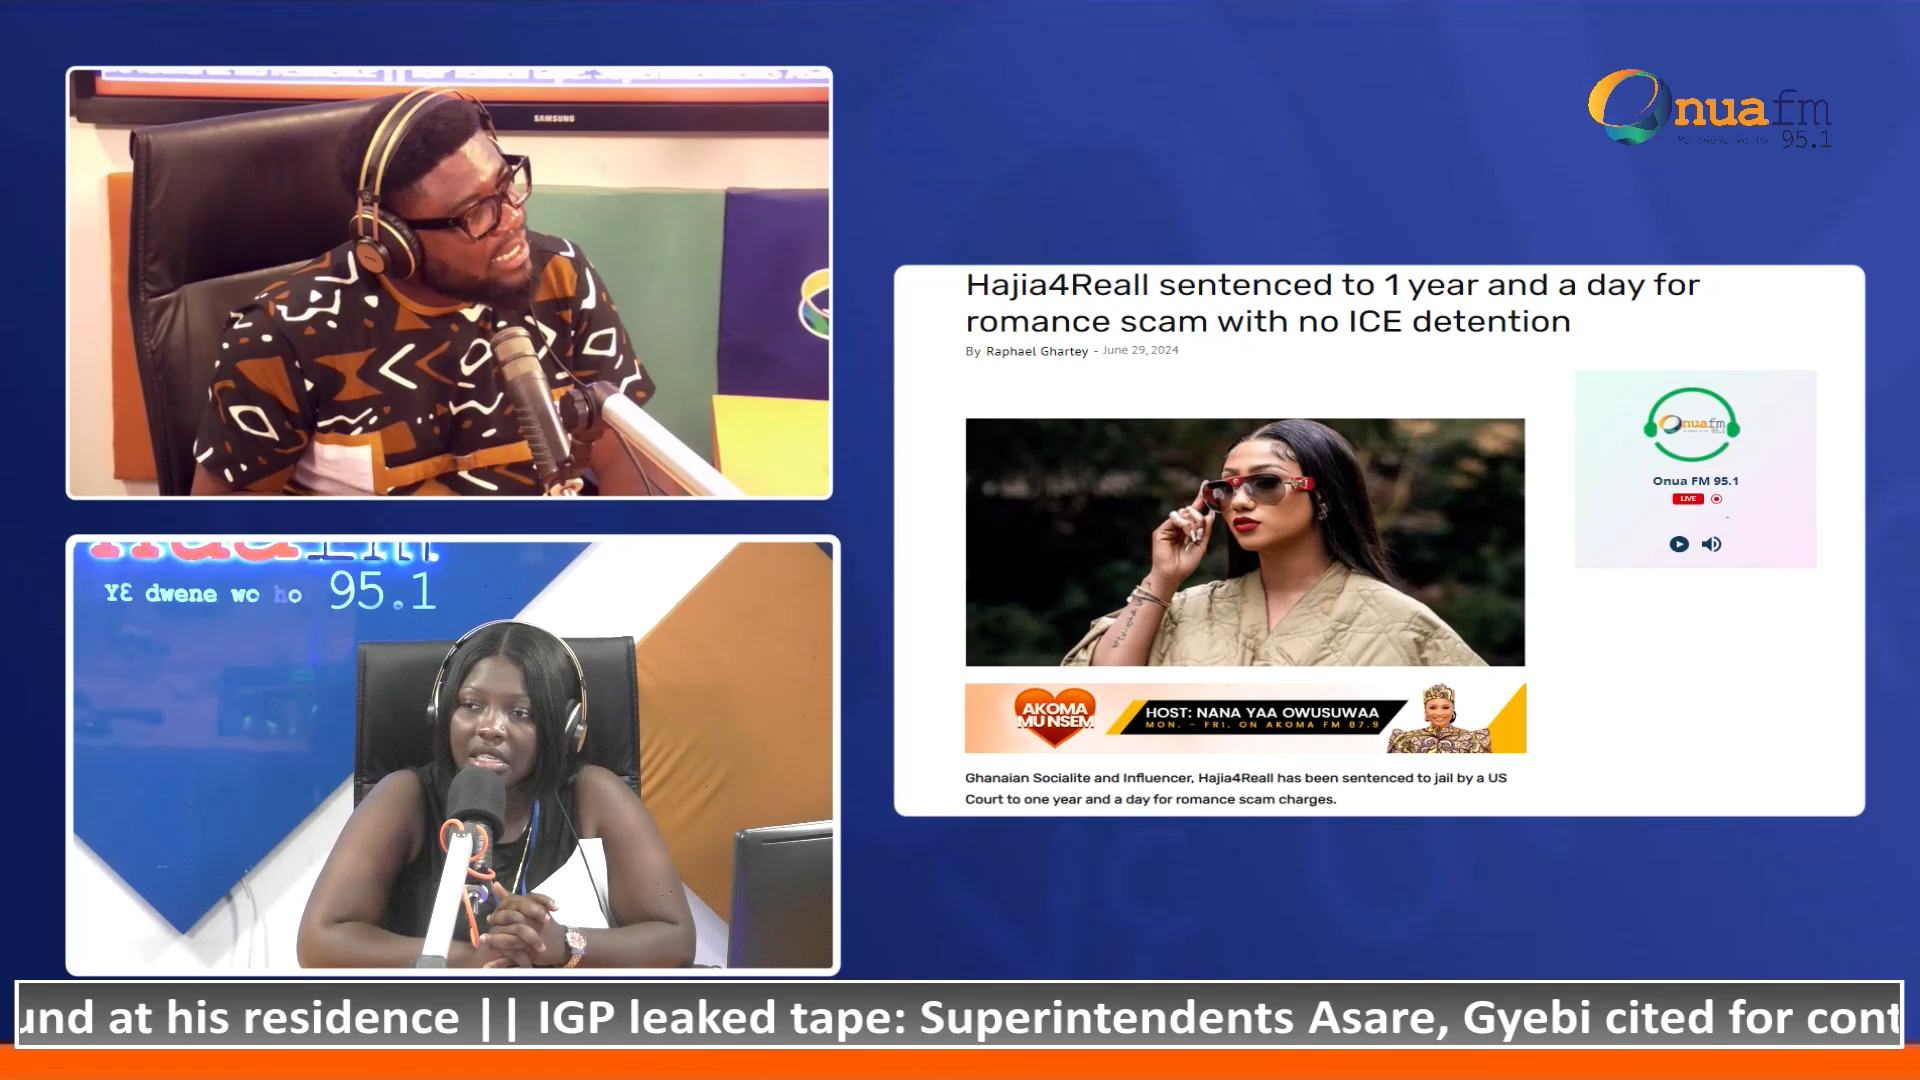 SAMSUNG
nuafm
95.1
Hajia4Reall sentenced to 1 year and a day for
romance scam with no ICE detention
By Raphael Ghartey - June 29, 2024
Onuafm
Onua FM 95.1
LIVE
AKOMA
MU NSEM
HOST: NANA YAA OWUSUWAA
MON. - FRI. ON AKOMA FM 87.9
Ghanaian Socialite and Influencer, Hajia4Reall has been sentenced to jail by a US
Court to one year and a day for romance scam charges.
nuafm
Yɛ dwene wo ho 95.1
und at his residence || IGP leaked tape: Superintendents Asare, Gyebi cited for cont